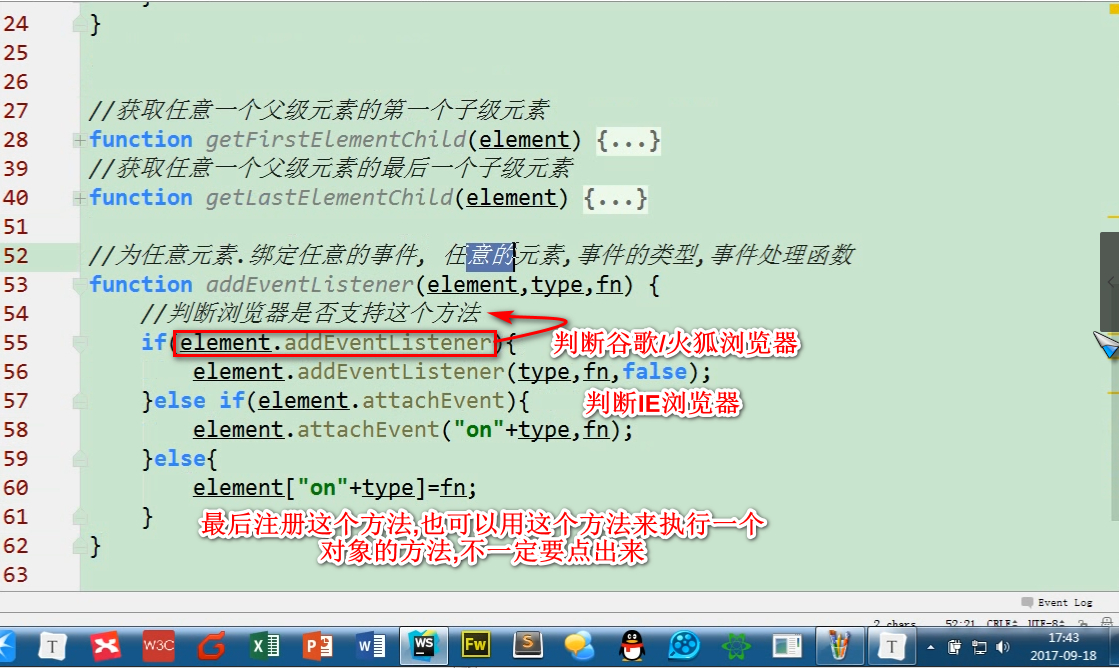 24 }
25
26
27 //获取任意一个父级元素的第一个子级元素
28 function getFirstElementChild(element) {...}
39 //获取任意一个父级元素的最后一个子级元素
40 function getLastElementChild(element) {...}
51
52 //为任意元素.绑定任意的事件, 任意的元素,事件的类型,事件处理函数
53 function addEventListener(element,type,fn) {
54 //判断浏览器是否支持这个方法
55 if(element.addEventListener){
判断谷歌/火狐浏览器
56 element.addEventListener(type,fn,false);
57 }else if(element.attachEvent){
判断IE浏览器
58 element.attachEvent("on"+type,fn);
59 }else{
60 element["on"+type]=fn;
61 }
最后注册这个方法,也可以用这个方法来执行一个
对象的方法,不一定要点出来
62 }
63
Event Log
2 chars 52:21 CRLF UTF-8
T W3C WS Fw S T
17:43
2017-09-18